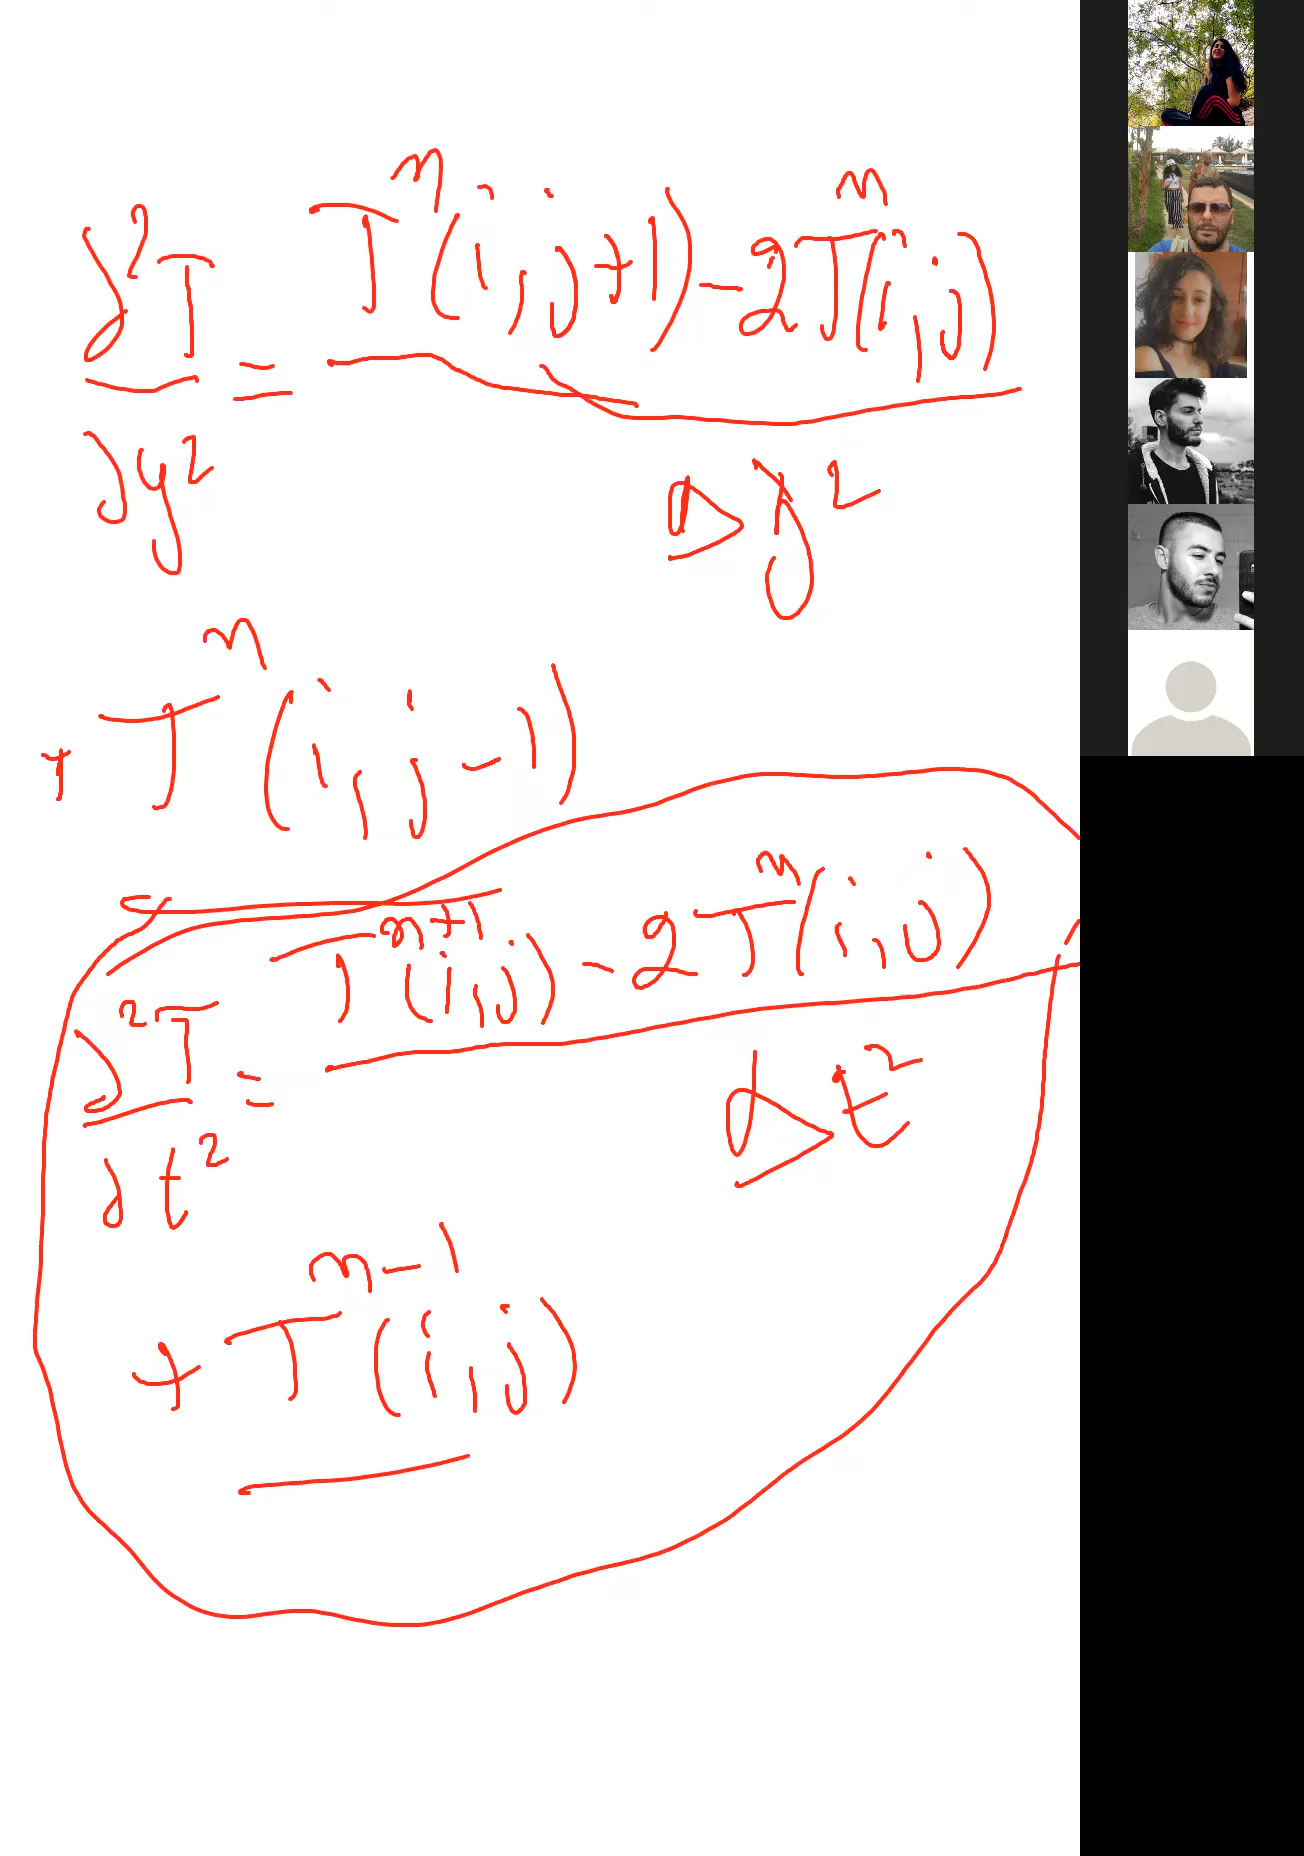 ∂²T/∂y² = (Tⁿ(i,j+1) - 2Tⁿ(i,j))/Δy²
+ Tⁿ(i,j-1)
∂²T/∂t² = (Tⁿ⁺¹(i,j) - 2Tⁿ(i,j))/Δt²
+ Tⁿ⁻¹(i,j)